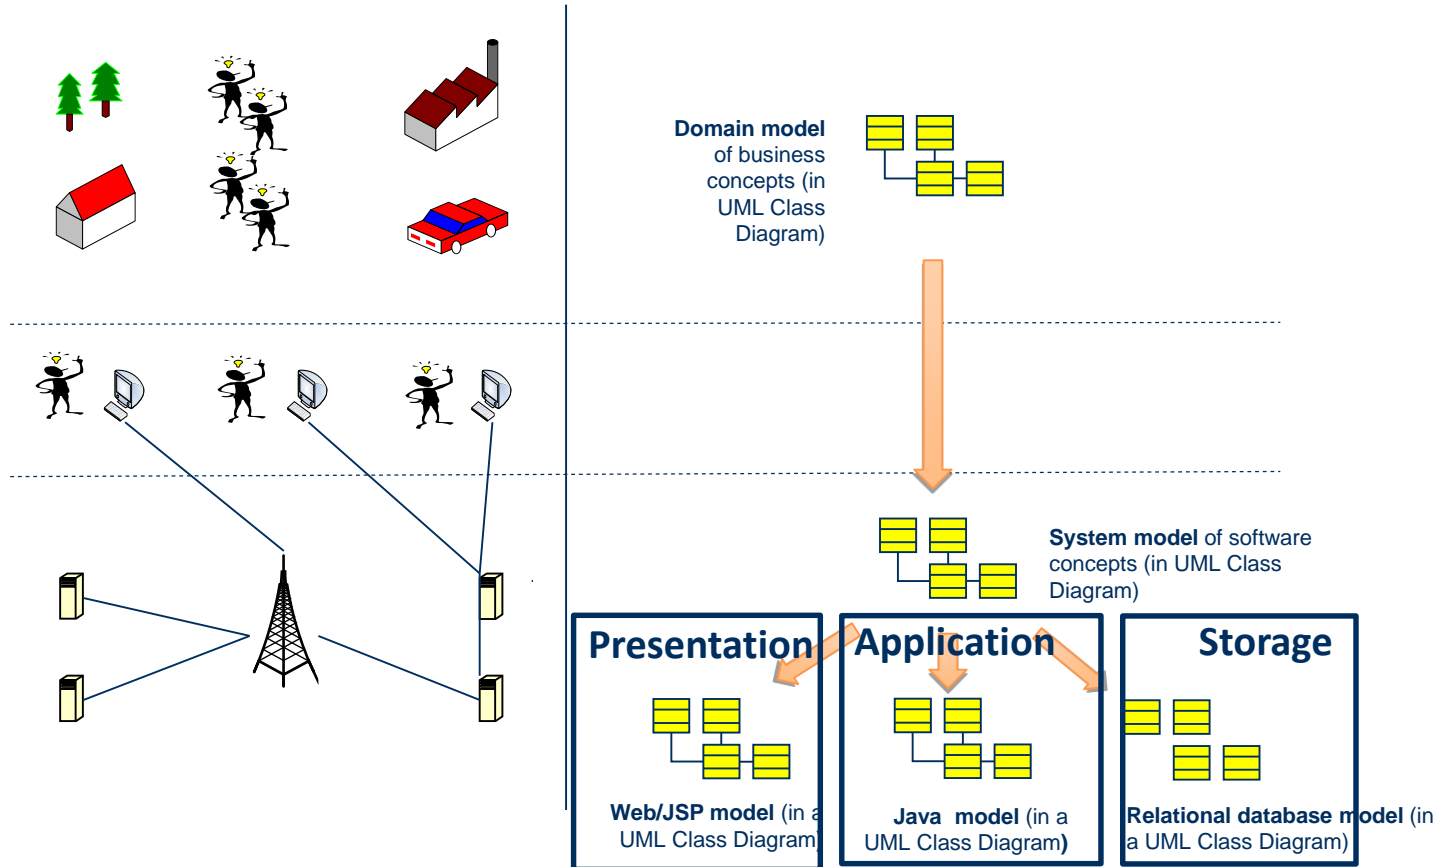 Domain model
of business
concepts (in
UML Class
Diagram)
System model of software
concepts (in UML Class
Diagram)
Presentation
Application
Storage
Web/JSP model (in a
UML Class Diagram)
Java model (in a
UML Class Diagram)
Relational database model (in
a UML Class Diagram)